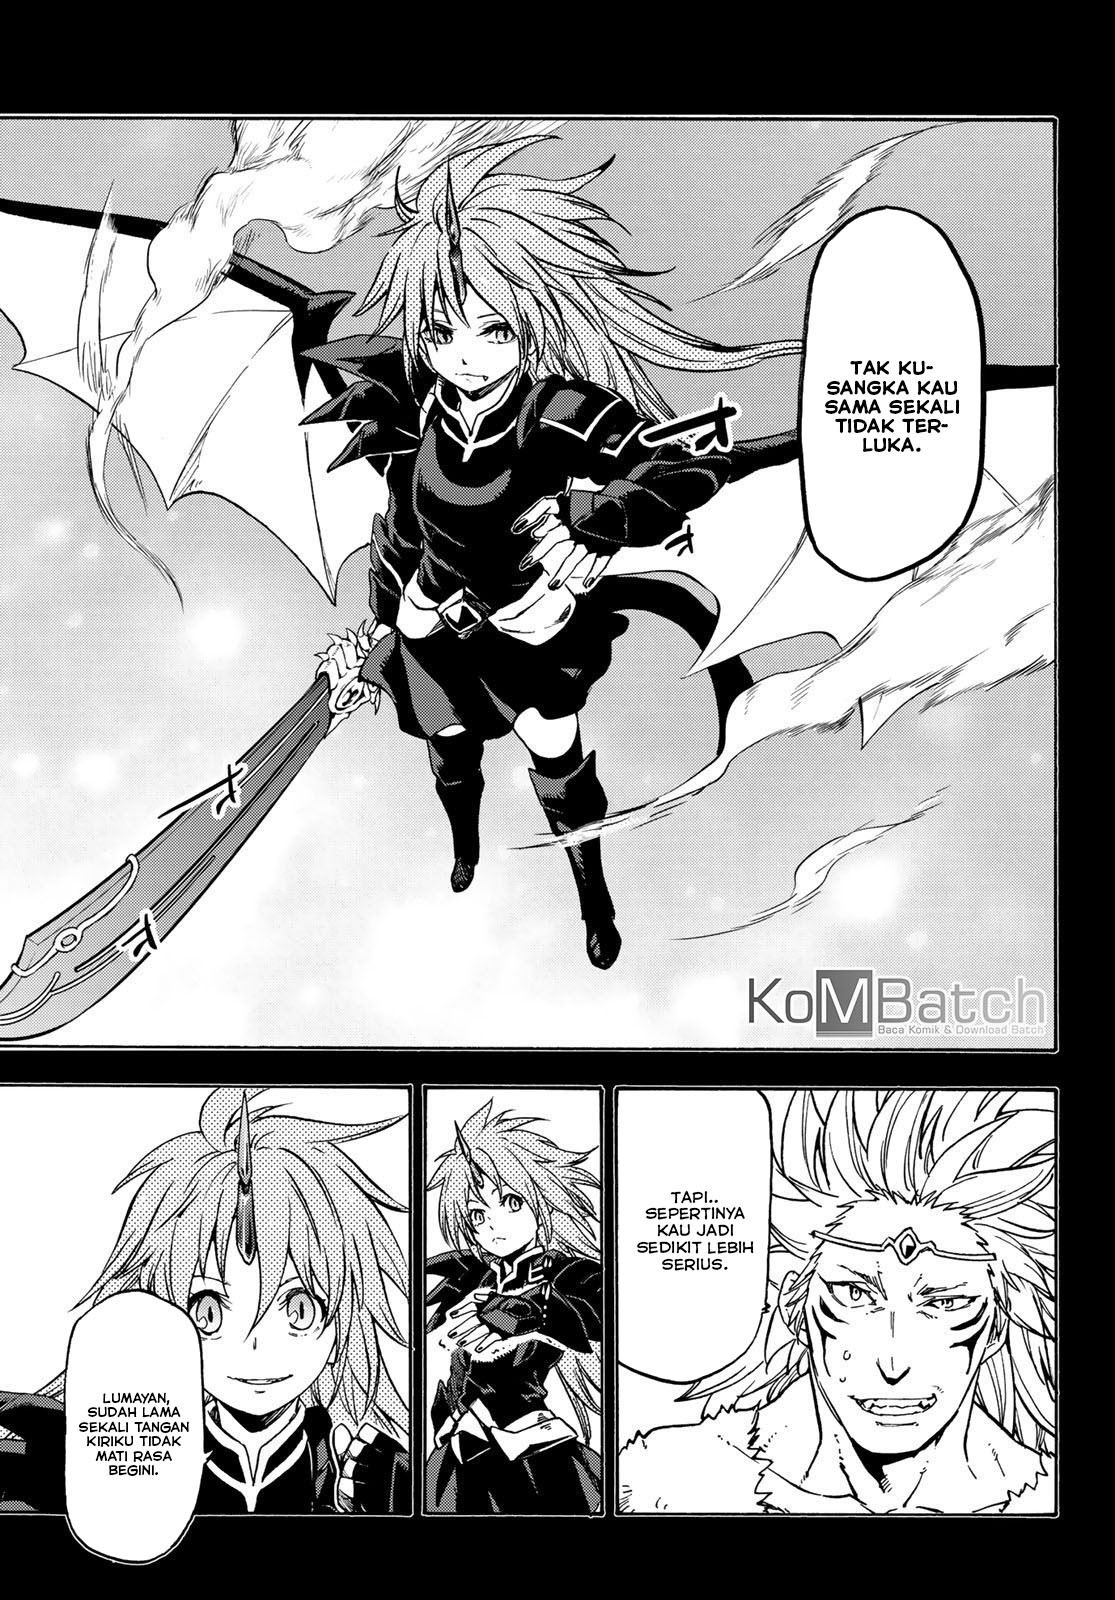 TAK KU-
SANGKA KAU
SAMA SEKALI
TIDAK TER-
LUKA.
KoMBatch
Baca Komik & Download Batch
TAPI..
SEPERTINYA
KAU JADI
SEDIKIT LEBIH
SERIUS.
LUMAYAN,
SUDAH LAMA
SEKALI TANGAN
KIRIKU TIDAK
MATI RASA
BEGINI.